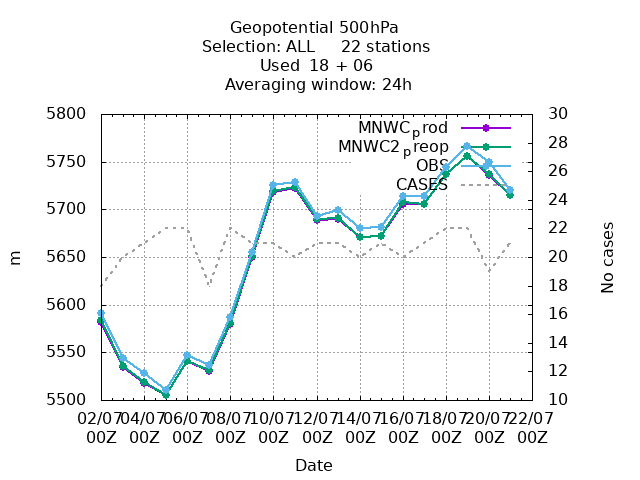 Geopotential 500hPa
Selection: ALL 22 stations
Used 18 + 06
Averaging window: 24h
5800
5750
5700
5650
5600
5550
5500
m
30
28
26
24
22
20
18
16
14
12
10
No cases
MNWCprod
MNWC2preop
OBS
CASES
02/07 04/07 06/07 08/07 10/07 12/07 14/07 16/07 18/07 20/07 22/07
00Z 00Z 00Z 00Z 00Z 00Z 00Z 00Z 00Z 00Z 00Z
Date